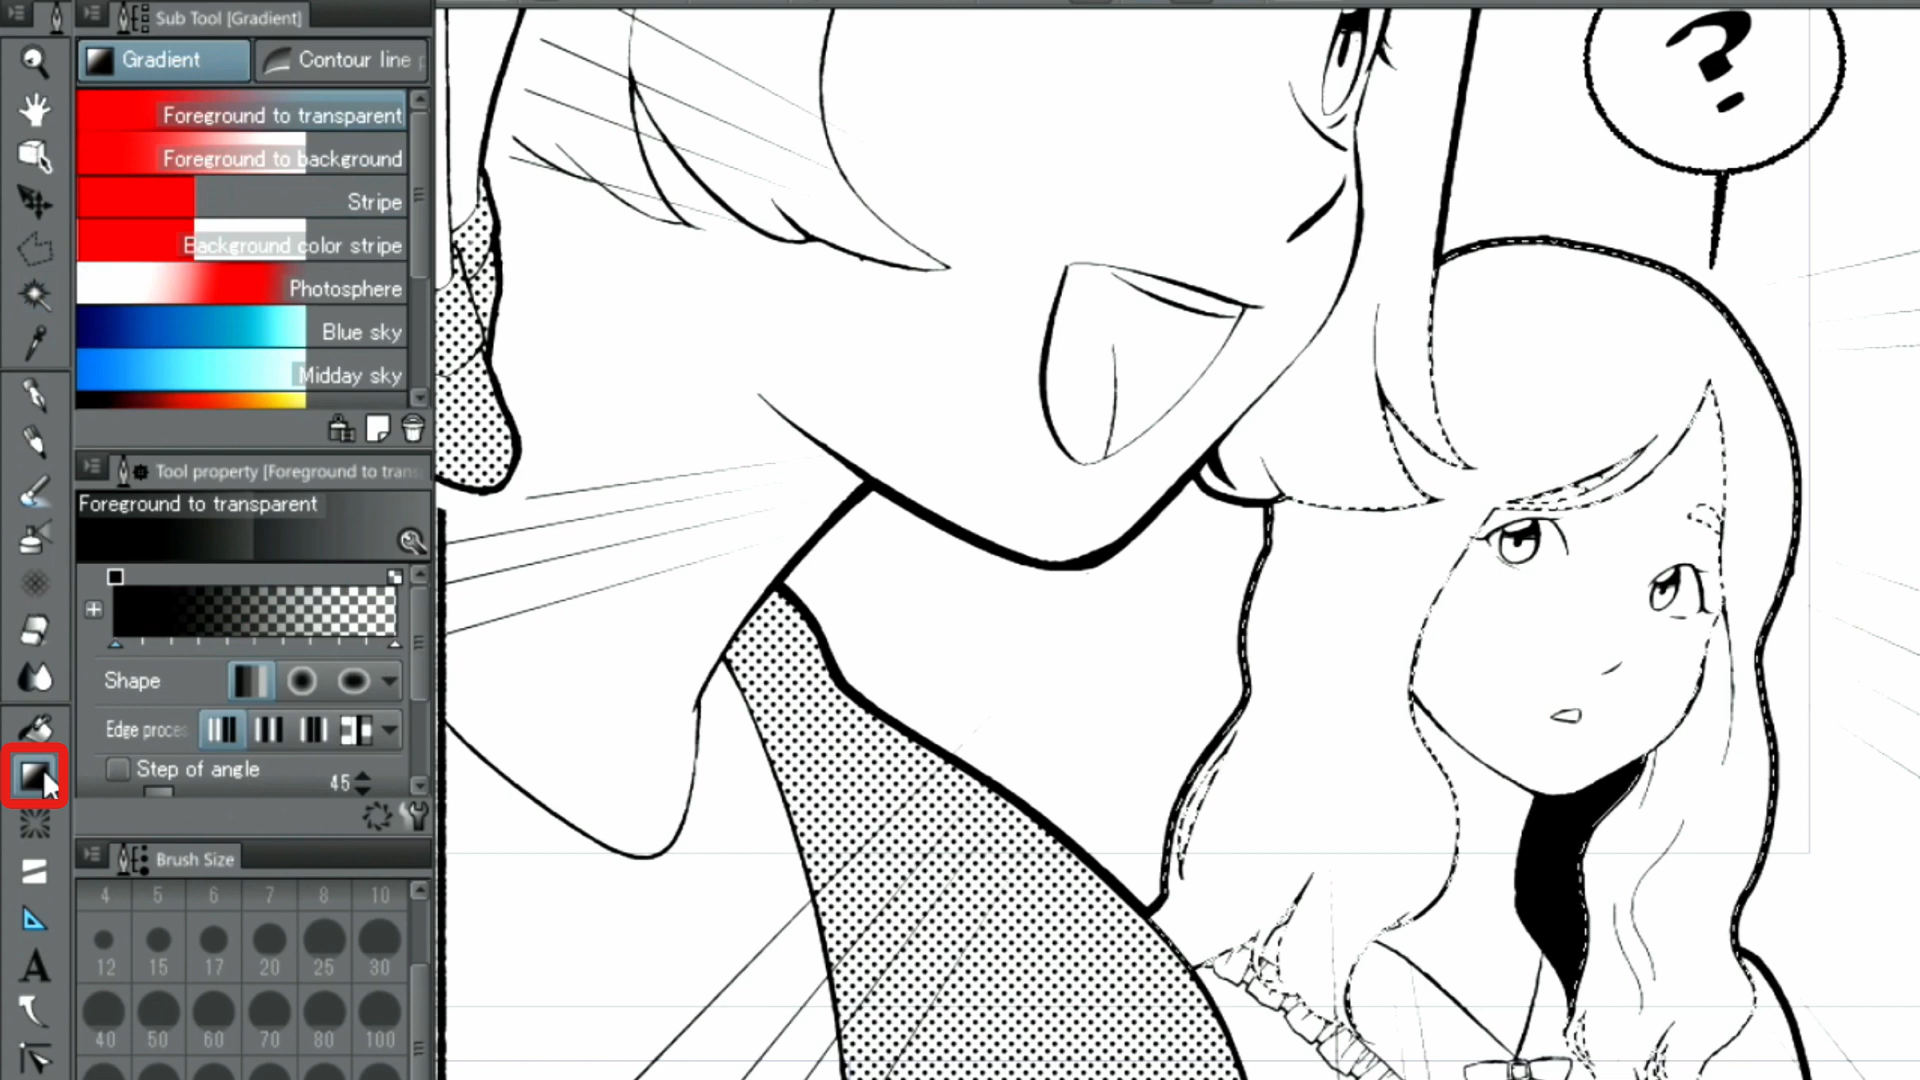 Sub Tool [Gradient]
Gradient
Contour line
Foreground to transparent
Foreground to background
Stripe
Background color stripe
Photosphere
Blue sky
Midday sky
Tool property [Foreground to trans
Foreground to transparent
Shape
Edge proces
Step of angle 45
Brush Size
4 5 6 7 8 10
12 15 17 20 25 30
40 50 60 70 80 100
A
?